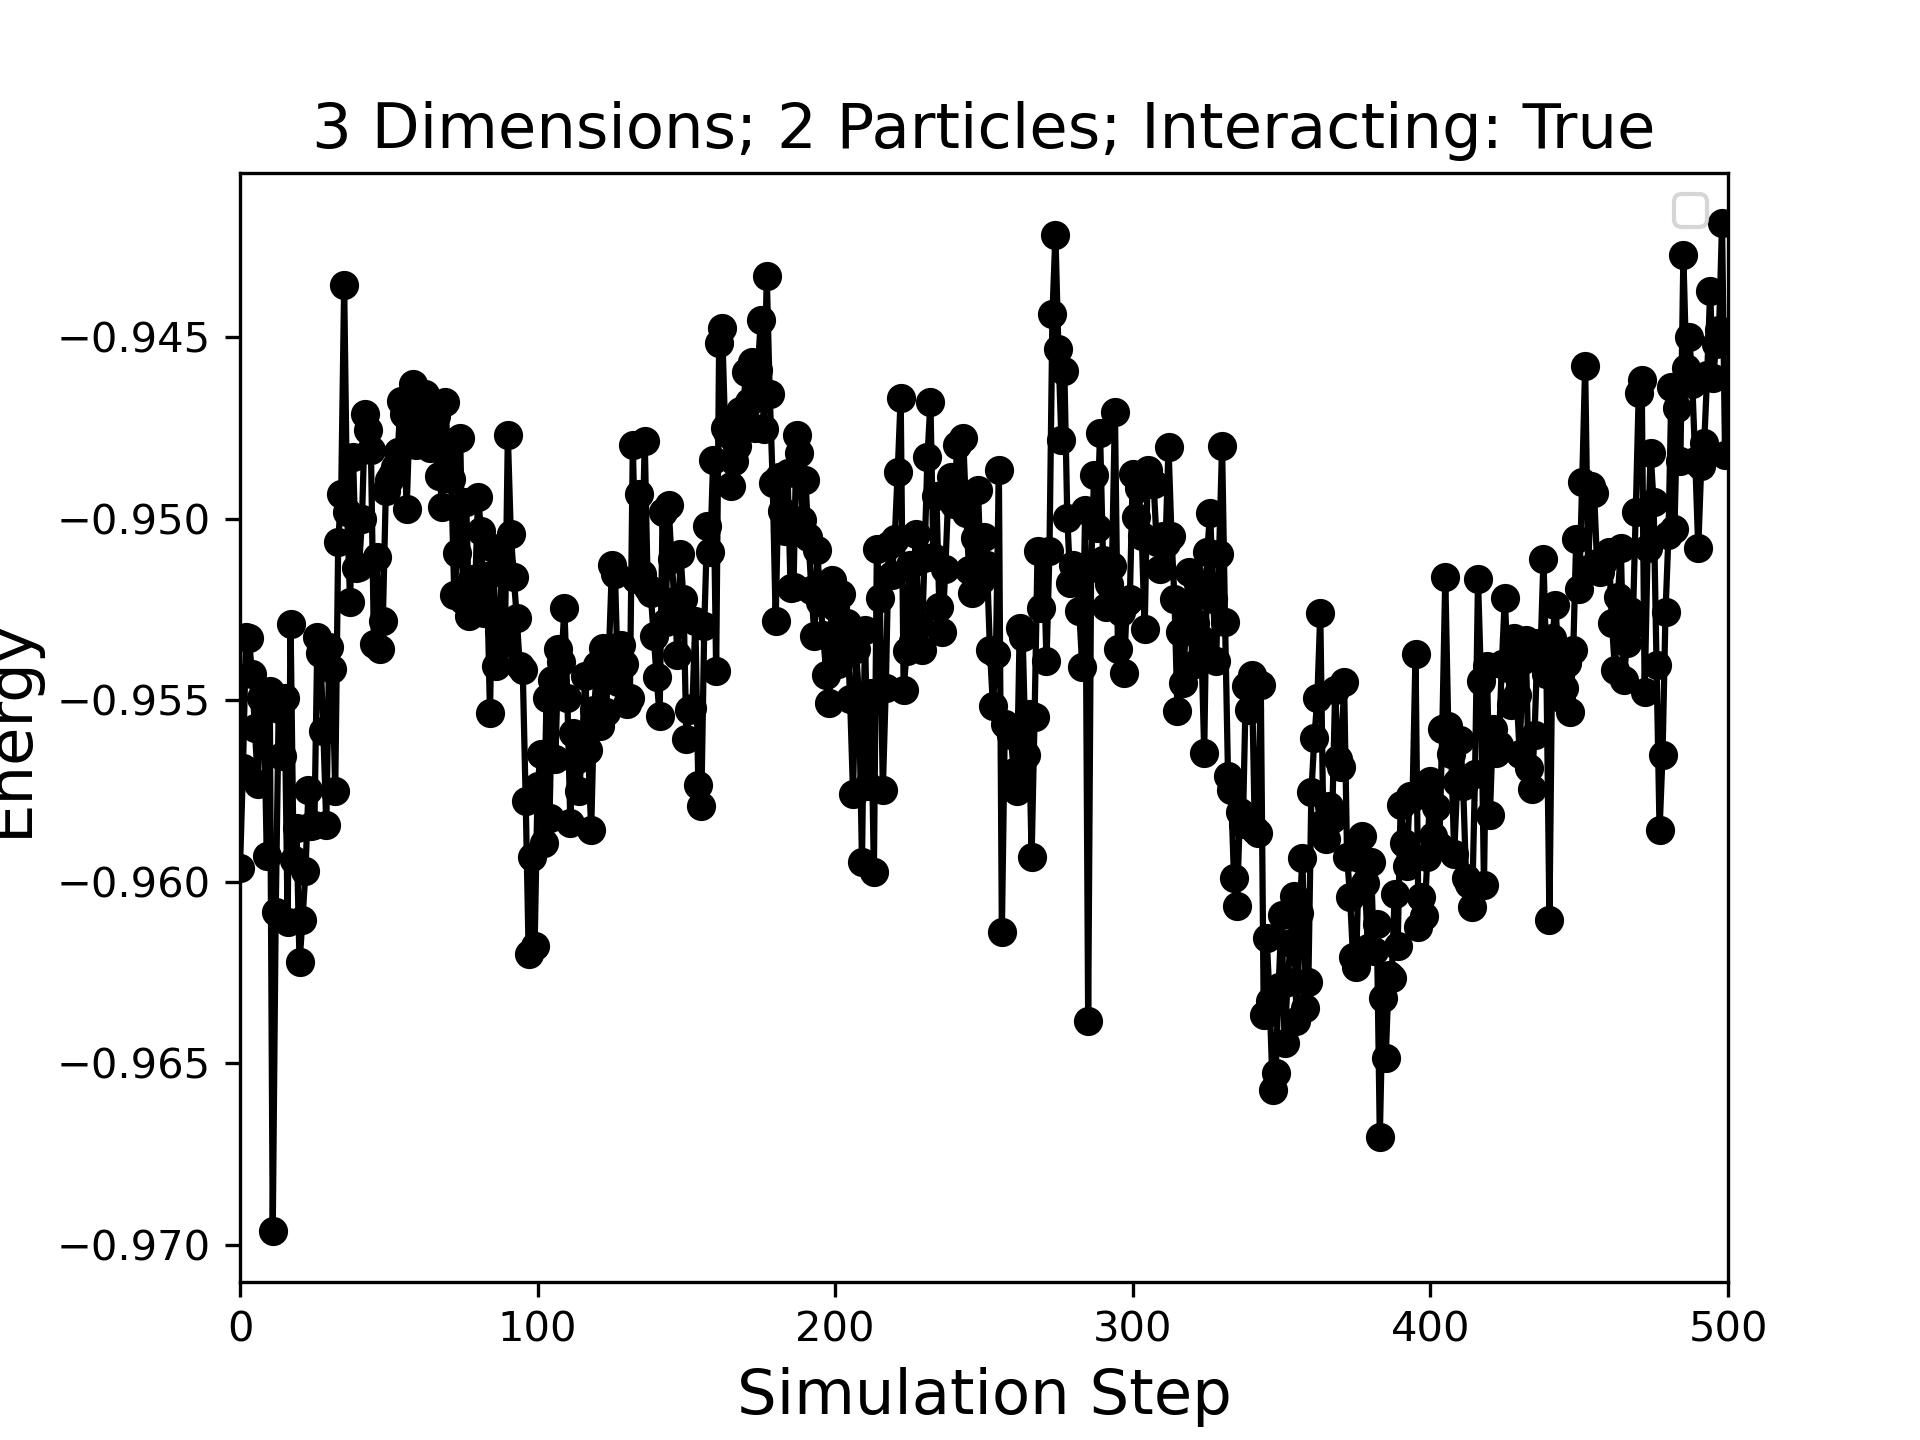 3 Dimensions; 2 Particles; Interacting: True
Energy
−0.945
−0.950
−0.955
−0.960
−0.965
−0.970
0 100 200 300 400 500
Simulation Step